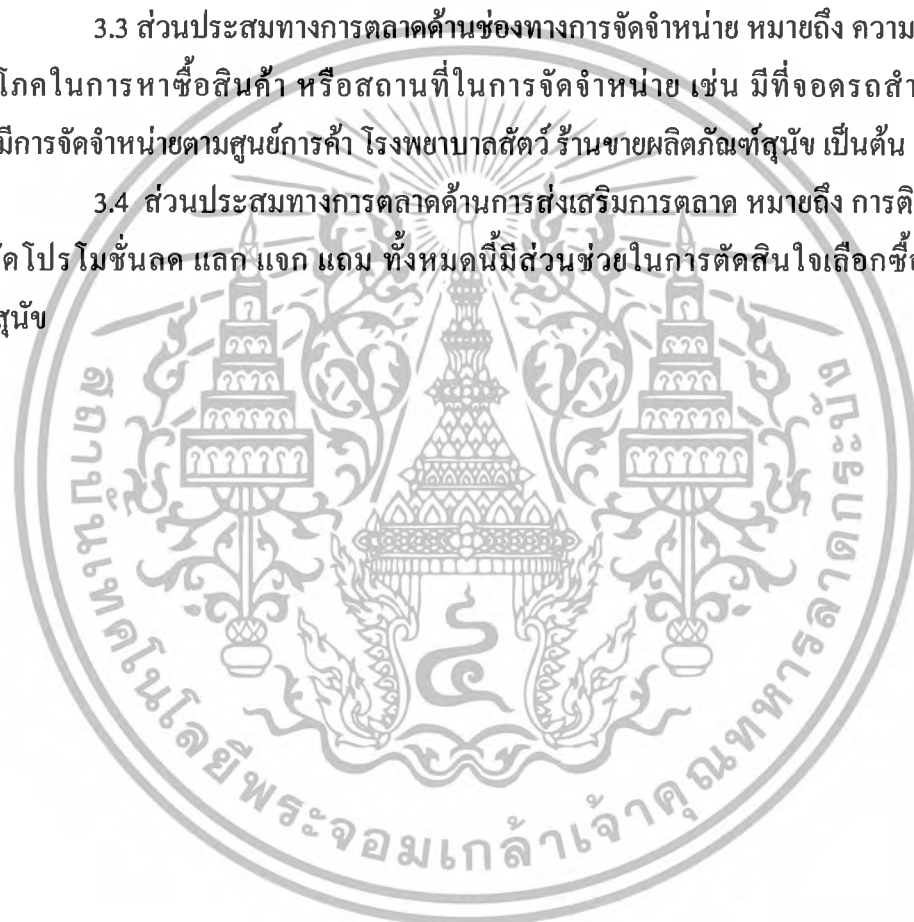 3.3 ส่วนประสมทางการตลาดด้านช่องทางการจัดจำหน่าย หมายถึง ความ
โภคในการหาซื้อสินค้า หรือสถานที่ในการจัดจำหน่าย เช่น มีที่จอดรถสำ
มีการจัดจำหน่ายตามศูนย์การค้า โรงพยาบาลสัตว์ ร้านขายผลิตภัณฑ์สุนัข เป็นต้น
3.4 ส่วนประสมทางการตลาดด้านการส่งเสริมการตลาด หมายถึง การติ
ัดโปรโมชั่นลด แลก แจก แถม ทั้งหมดนี้มีส่วนช่วยในการตัดสินใจเลือกซื้อ
สุนัข
สถาบันเทคโนโลยีพระจอมเกล้าเจ้าคุณทหารลาดกระบัง
๔